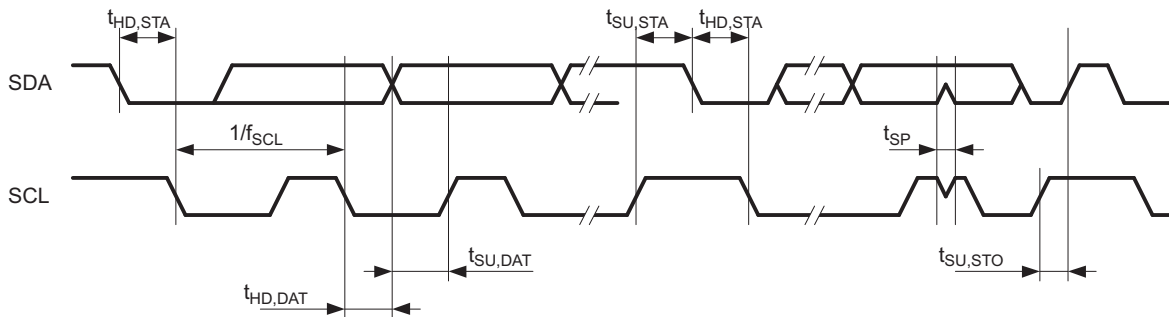 tHD,STA
tSU,STA
tHD,STA
SDA
1/fSCL
tSP
SCL
tSU,DAT
tSU,STO
tHD,DAT